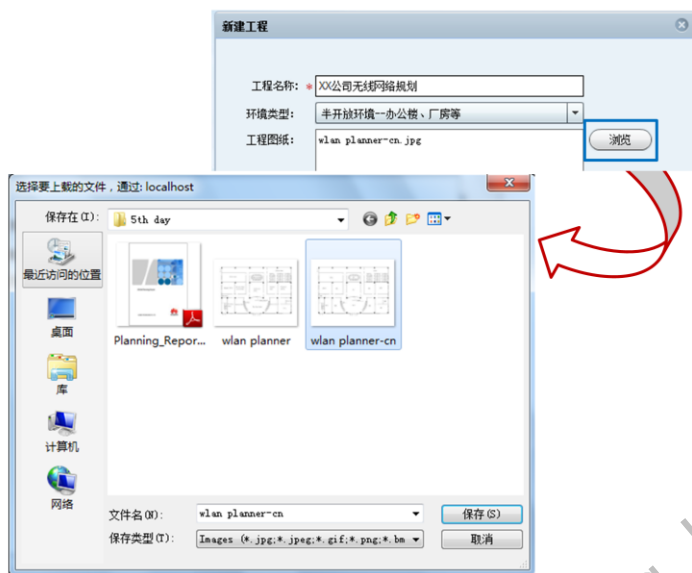 新建工程
工程名称: * XX公司无线网络规划
环境类型: 半开放环境--办公楼、厂房等
工程图纸: wlan planner-cn.jpg 浏览
选择要上载的文件，通过: localhost
保存在(I): 5th day
最近访问的位置
桌面
库
计算机
网络
Planning_Repor... wlan planner wlan planner-cn
文件名(N): wlan planner-cn 保存(S)
保存类型(T): Images (*.jpg;*.jpeg;*.gif;*.png;*.bm 取消